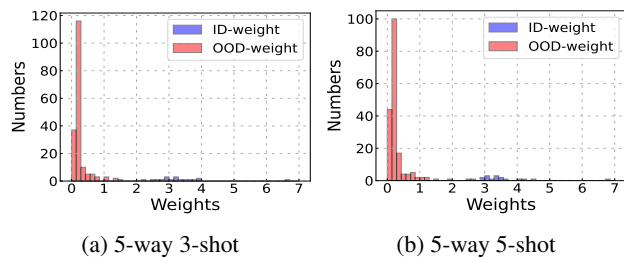 120
100
80
60
40
20
0
Numbers
ID-weight
OOD-weight
0 1 2 3 4 5 6 7
Weights
(a) 5-way 3-shot
100
80
60
40
20
0
Numbers
ID-weight
OOD-weight
0 1 2 3 4 5 6 7
Weights
(b) 5-way 5-shot